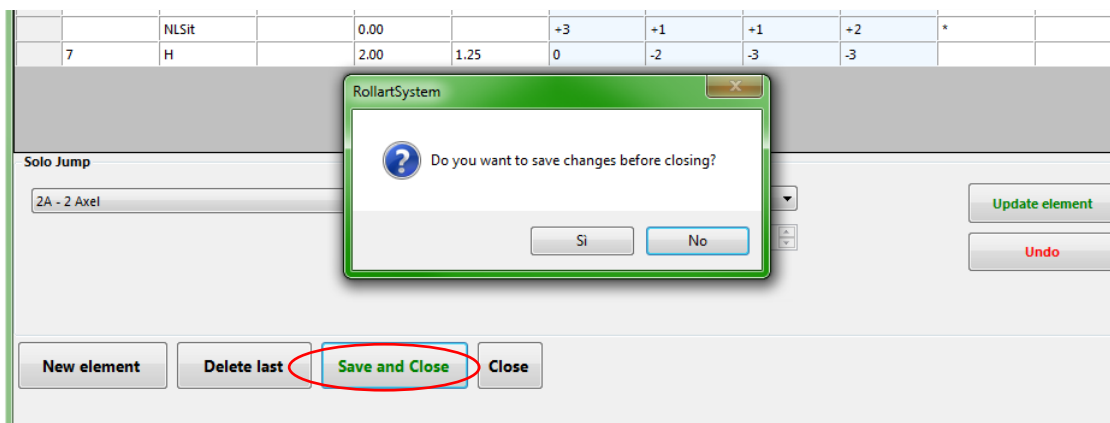 NLSit 0.00 +3 +1 +1 +2 *
7 H 2.00 1.25 0 -2 -3 -3
RollartSystem
Do you want to save changes before closing?
Sì No
Solo Jump
2A - 2 Axel
Update element
Undo
New element Delete last Save and Close Close